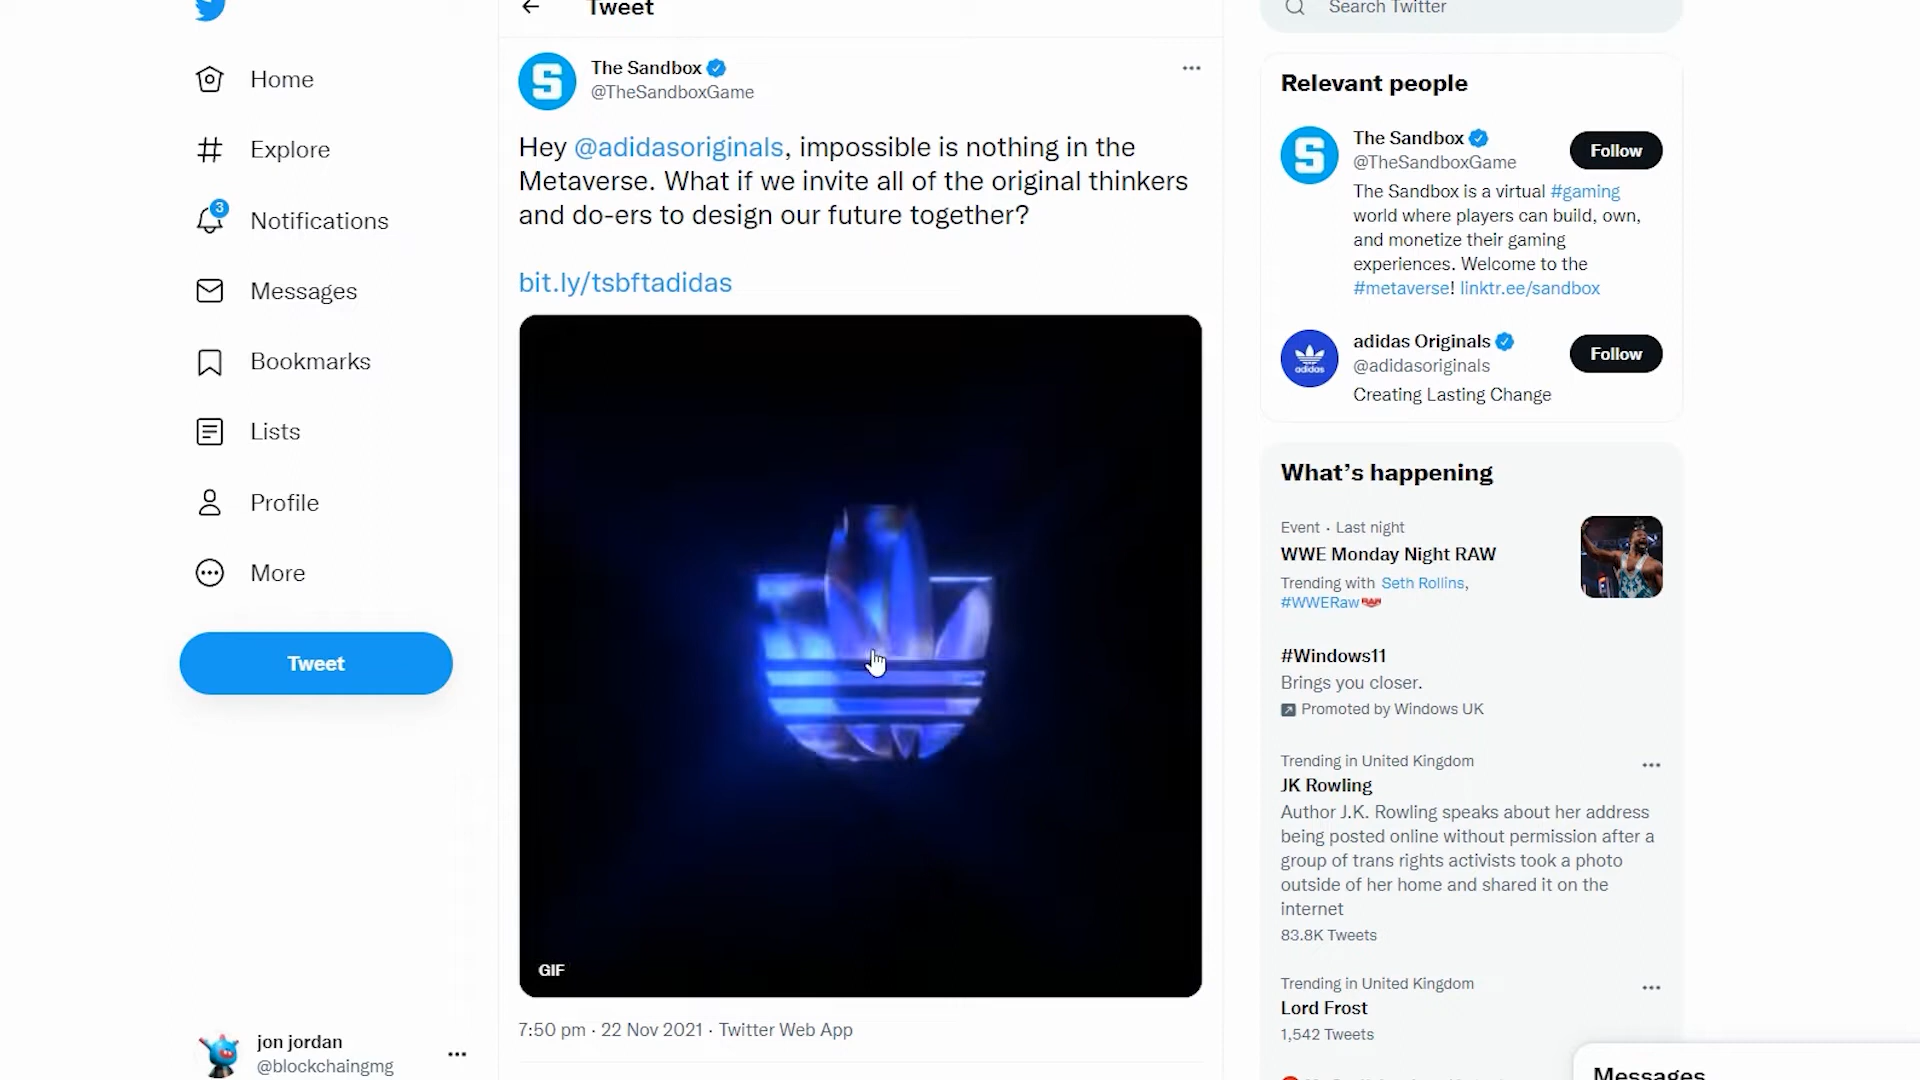 Home
Explore
3
Notifications
Messages
Bookmarks
Lists
Profile
More
Tweet
jon jordan
@blockchaingmg
Tweet
The Sandbox
@TheSandboxGame
Hey @adidasoriginals, impossible is nothing in the
Metaverse. What if we invite all of the original thinkers
and do-ers to design our future together?
bit.ly/tsbftadidas
GIF
7:50 pm · 22 Nov 2021 · Twitter Web App
Search Twitter
Relevant people
The Sandbox
@TheSandboxGame
Follow
The Sandbox is a virtual #gaming
world where players can build, own,
and monetize their gaming
experiences. Welcome to the
#metaverse! linktr.ee/sandbox
adidas
adidas Originals
@adidasoriginals
Follow
Creating Lasting Change
What's happening
Event · Last night
WWE Monday Night RAW
Trending with Seth Rollins,
#WWERaw
#Windows11
Brings you closer.
Promoted by Windows UK
Trending in United Kingdom
JK Rowling
Author J.K. Rowling speaks about her address
being posted online without permission after a
group of trans rights activists took a photo
outside of her home and shared it on the
internet
83.8K Tweets
Trending in United Kingdom
Lord Frost
1,542 Tweets
Messages